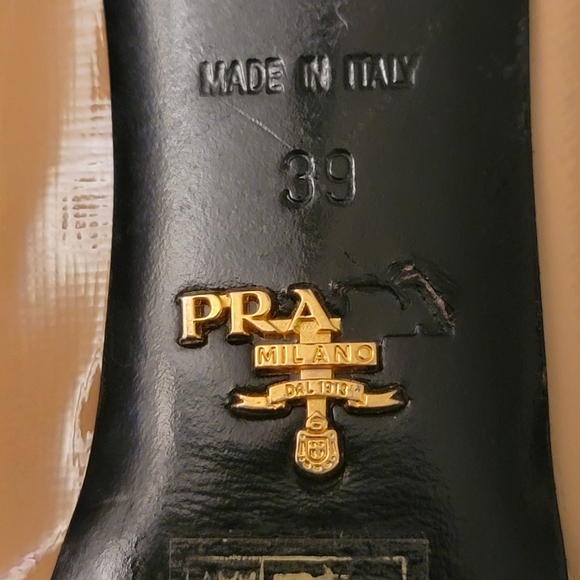 MADE IN ITALY
39
PRA
MILANO
DAL 1913